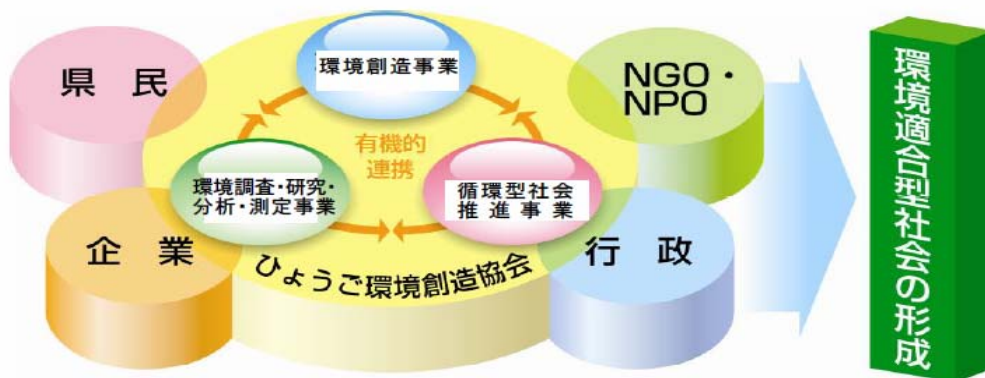 県 民
環境創造事業
NGO・
NPO
有機的
連携
環境調査・研究・
分析・測定事業
循環型社会
推 進 事 業
企 業
ひょうご環境創造協会
行 政
環境適合型社会の形成